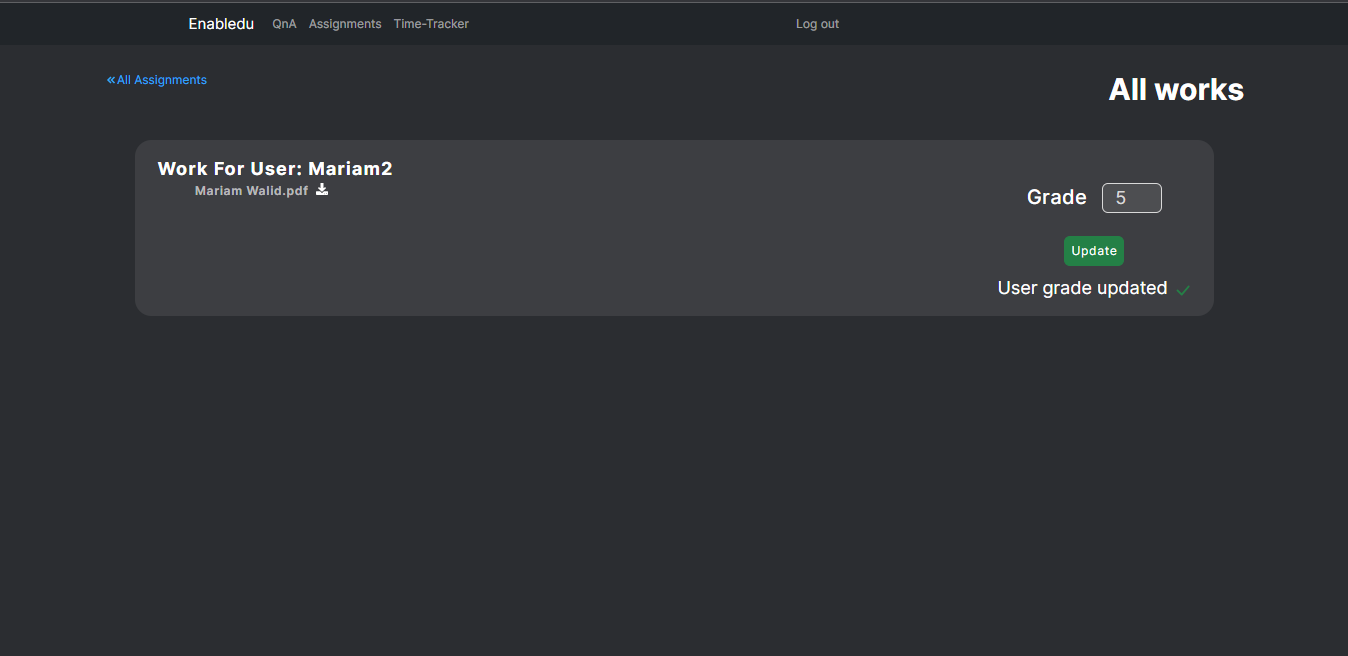 Enabledu QnA Assignments Time-Tracker Log out
«All Assignments
All works
Work For User: Mariam2
Mariam Walid.pdf
Grade 5
Update
User grade updated